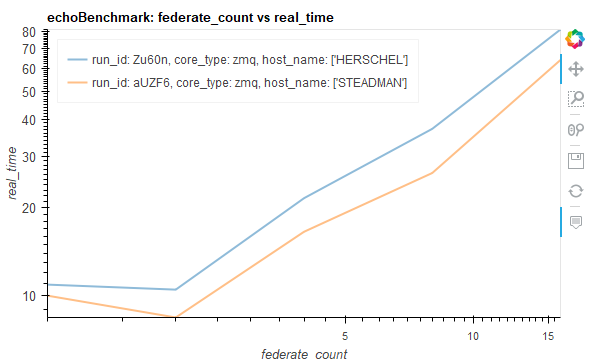 echoBenchmark: federate_count vs real_time
run_id: Zu60n, core_type: zmq, host_name: ['HERSCHEL']
run_id: aUZF6, core_type: zmq, host_name: ['STEADMAN']
real_time
80
70
60
50
40
30
20
10
5
10
15
federate_count